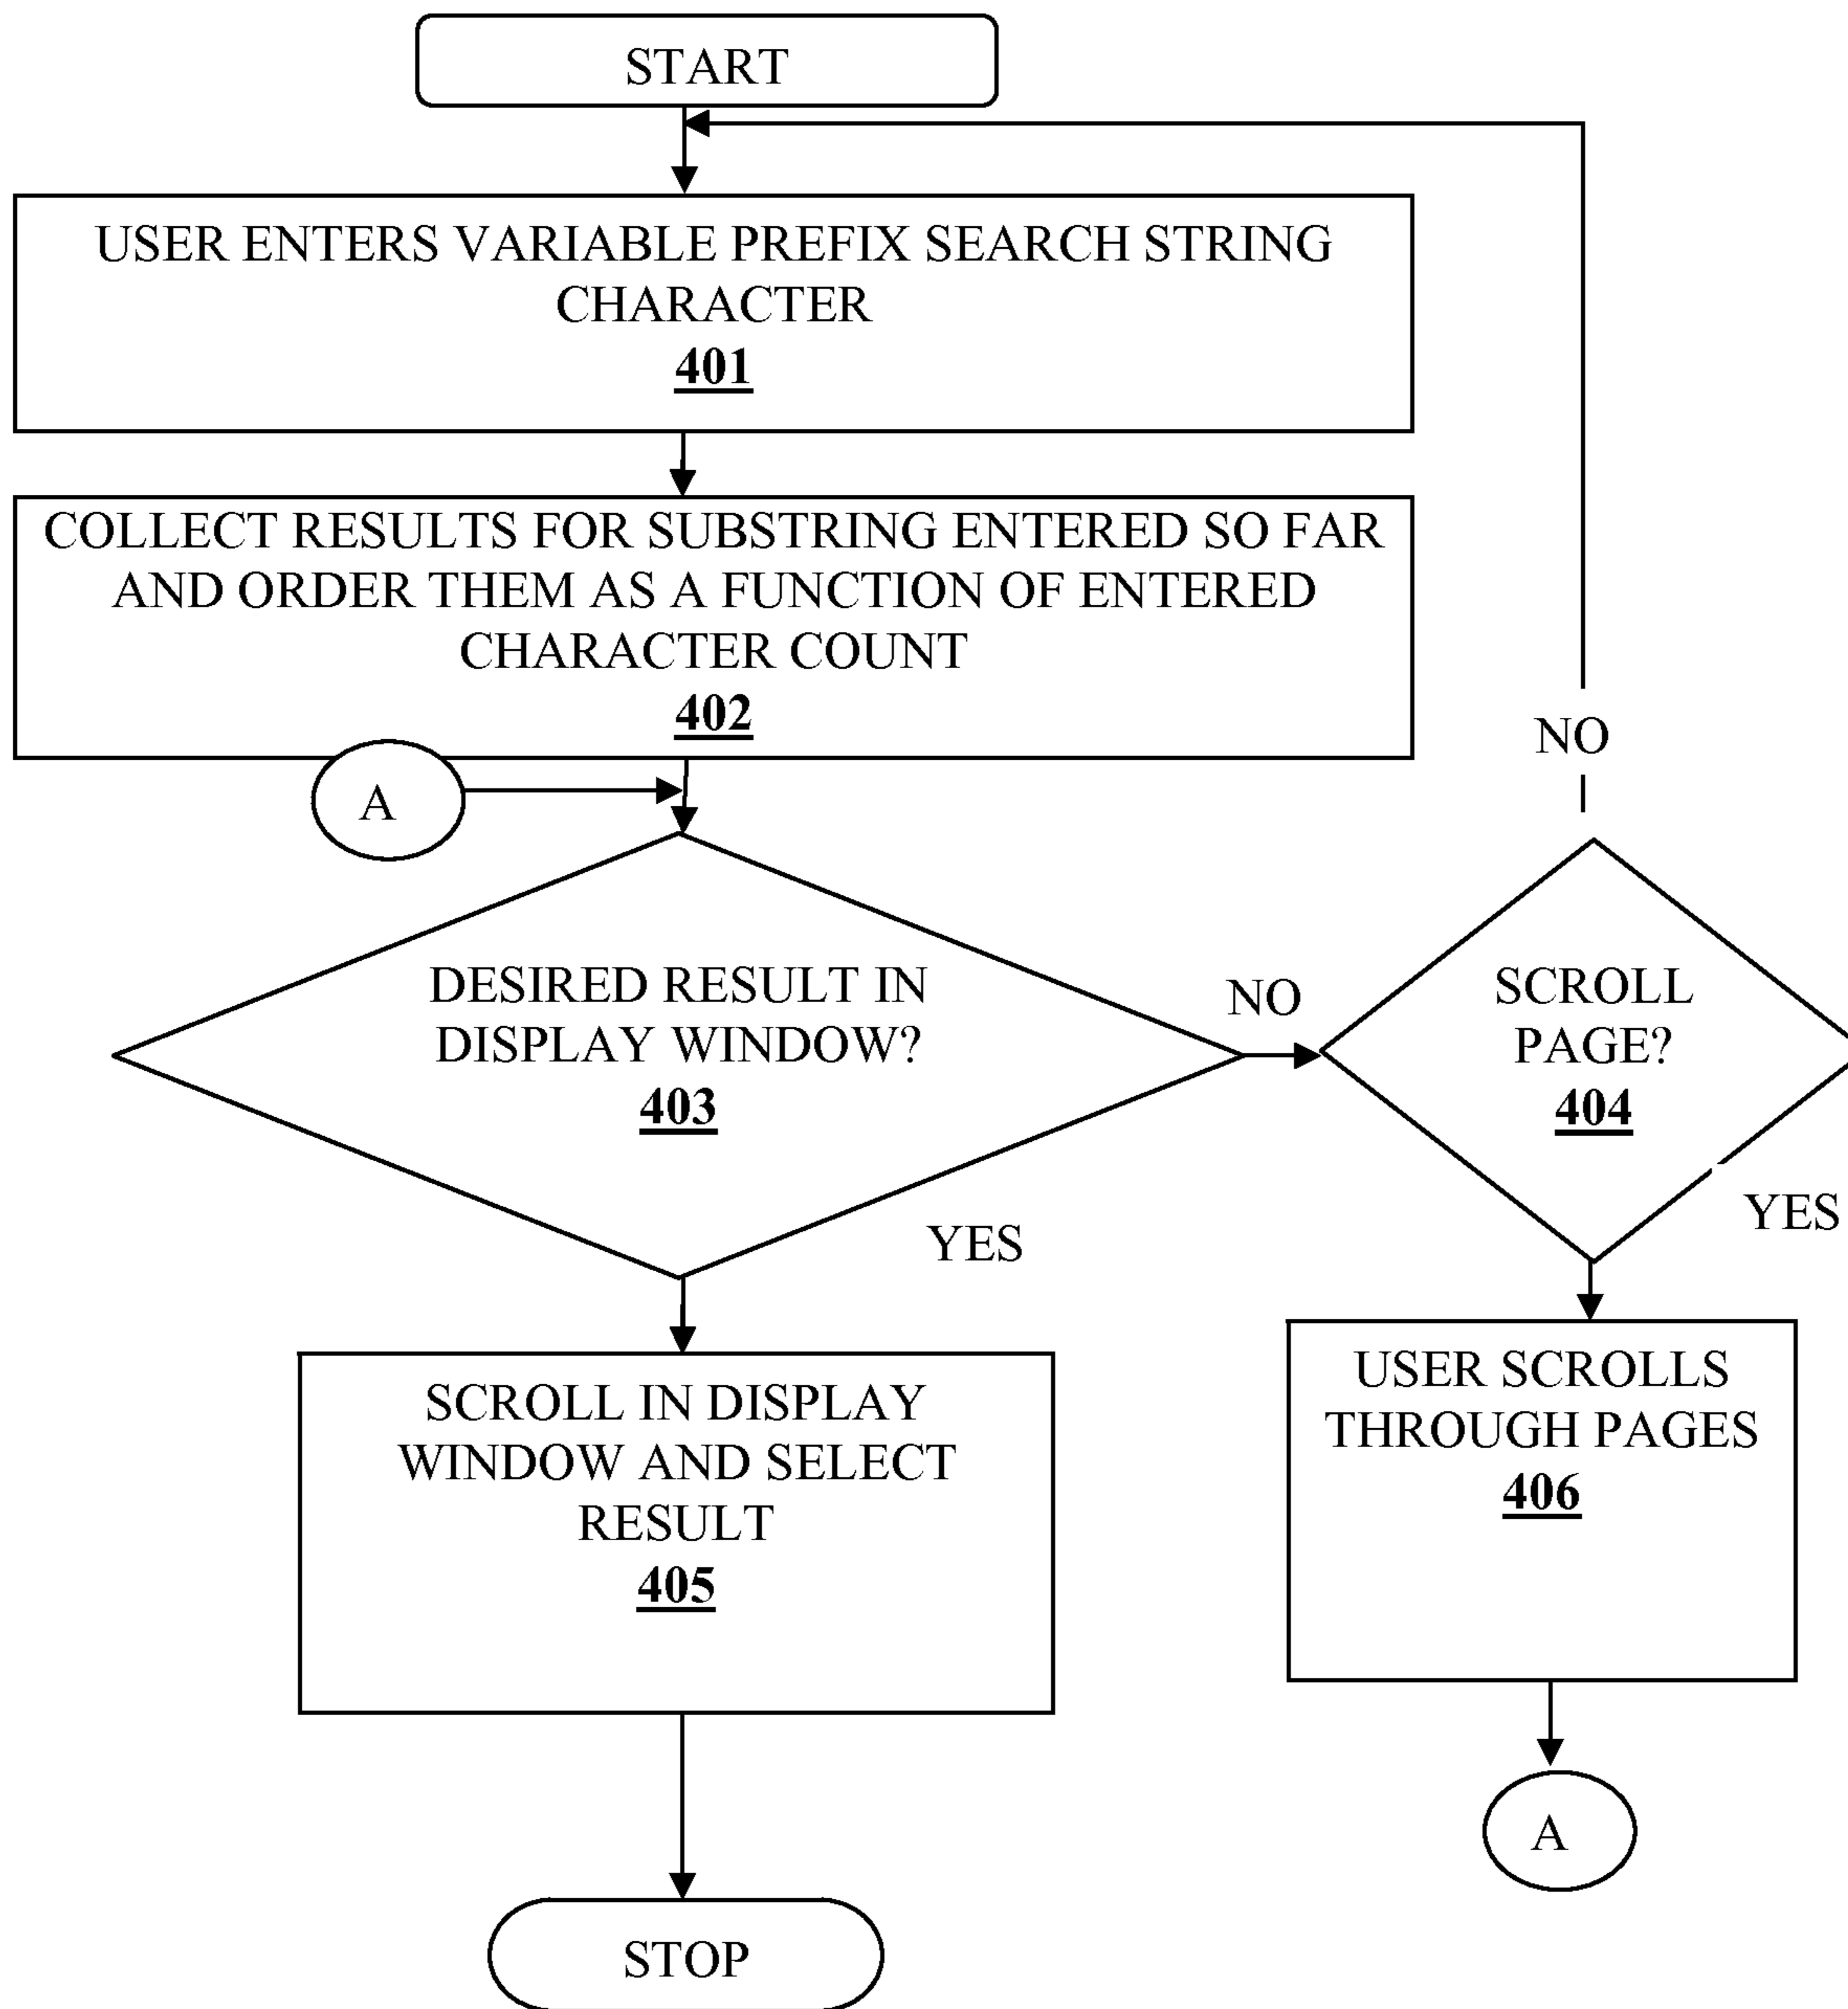 START
USER ENTERS VARIABLE PREFIX SEARCH STRING
CHARACTER
401
COLLECT RESULTS FOR SUBSTRING ENTERED SO FAR
AND ORDER THEM AS A FUNCTION OF ENTERED
CHARACTER COUNT
402
NO
A
DESIRED RESULT IN
DISPLAY WINDOW?
403
NO
SCROLL
PAGE?
404
YES
YES
SCROLL IN DISPLAY
WINDOW AND SELECT
RESULT
405
USER SCROLLS
THROUGH PAGES
406
A
STOP